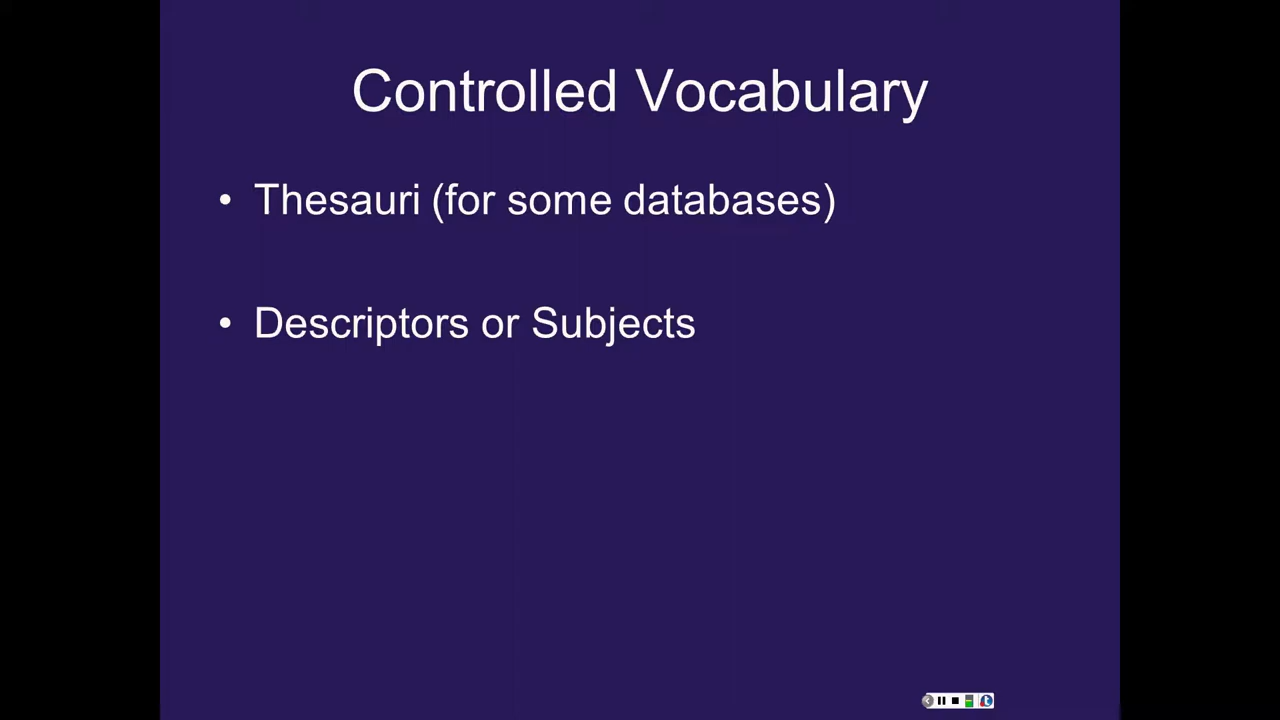 Controlled Vocabulary
• Thesauri (for some databases)
• Descriptors or Subjects